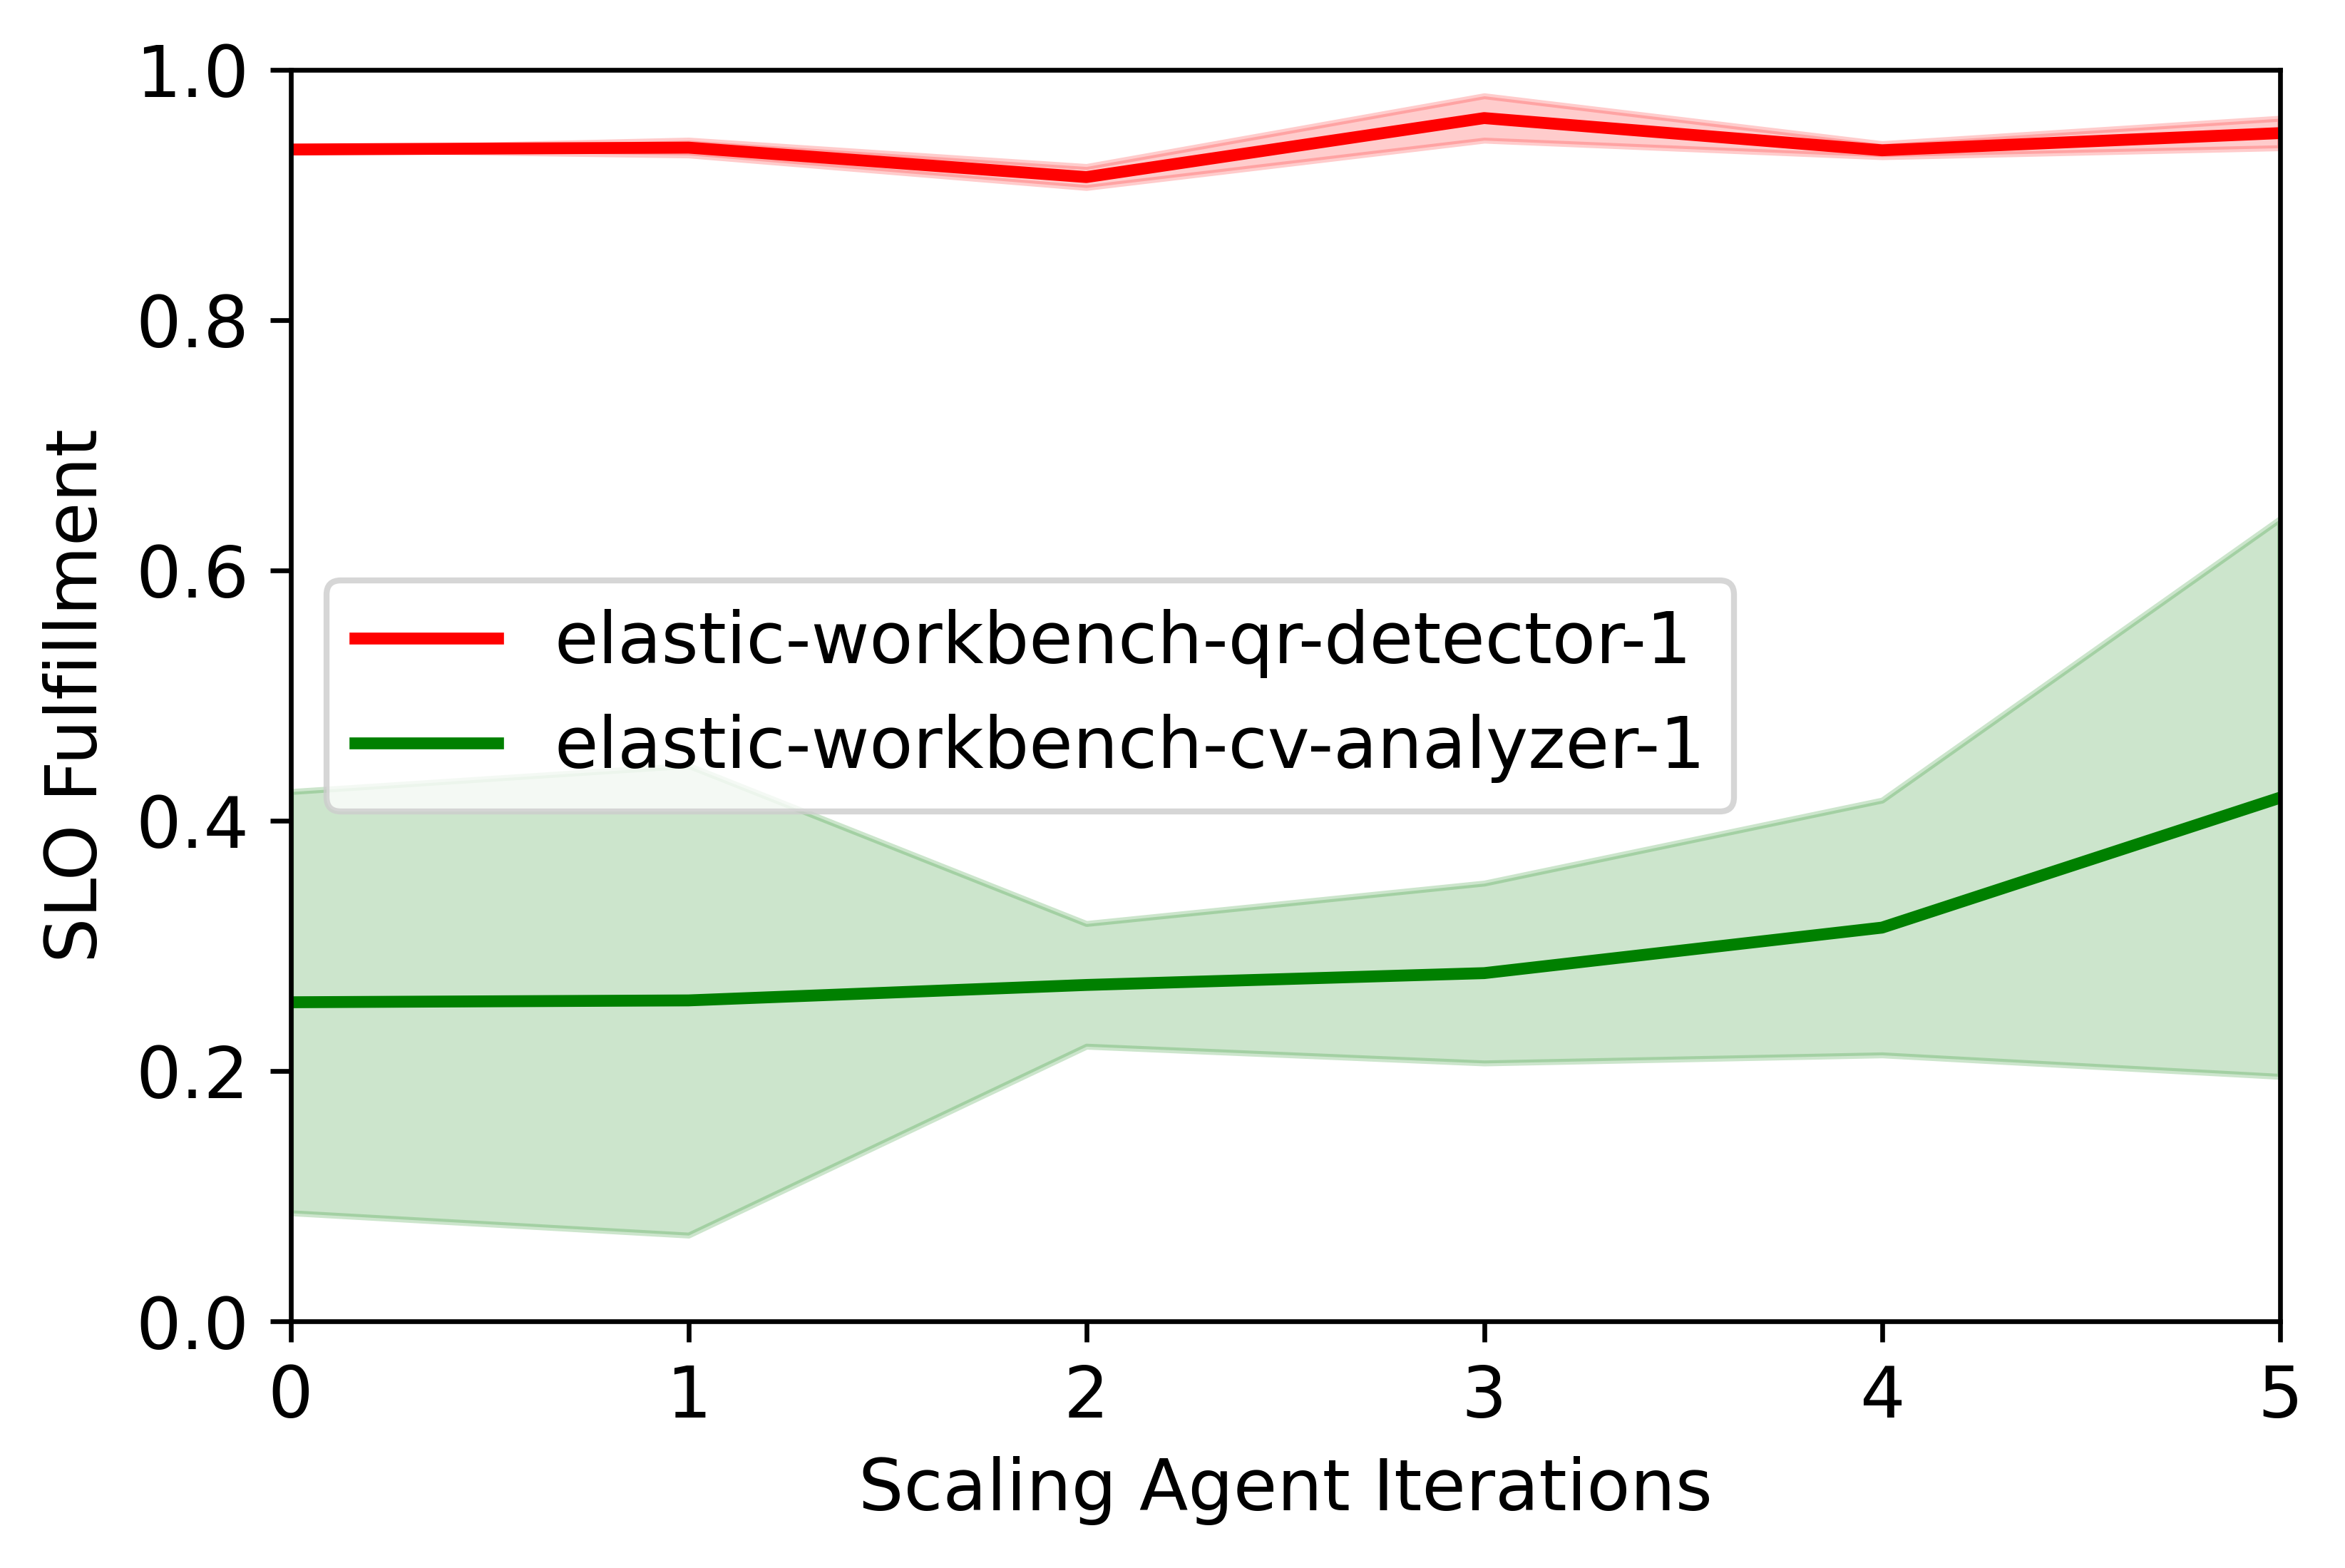 1.0
0.8
0.6
0.4
0.2
0.0
SLO Fulfillment
elastic-workbench-qr-detector-1
elastic-workbench-cv-analyzer-1
0 1 2 3 4 5
Scaling Agent Iterations